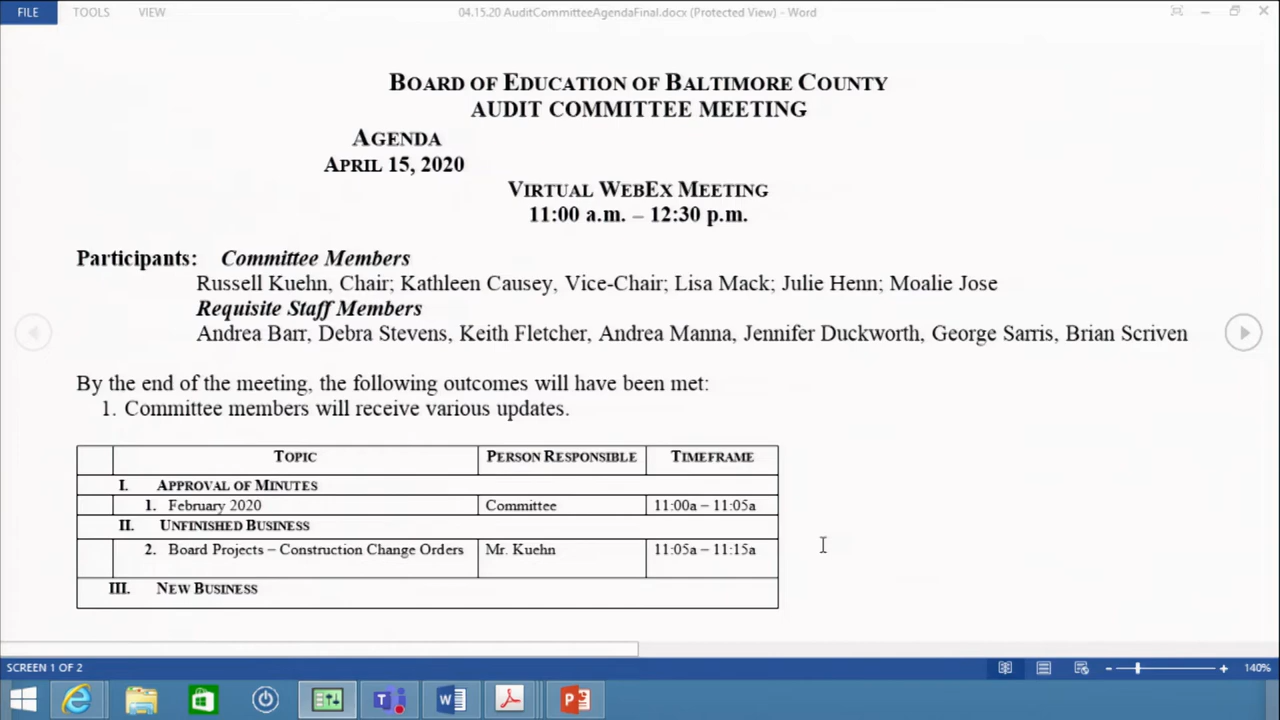 FILE TOOLS VIEW 04.15.20 AuditCommitteeAgendaFinal.docx (Protected View) - Word
BOARD OF EDUCATION OF BALTIMORE COUNTY
AUDIT COMMITTEE MEETING
AGENDA
APRIL 15, 2020
VIRTUAL WEBEX MEETING
11:00 a.m. – 12:30 p.m.
Participants: Committee Members
Russell Kuehn, Chair; Kathleen Causey, Vice-Chair; Lisa Mack; Julie Henn; Moalie Jose
Requisite Staff Members
Andrea Barr, Debra Stevens, Keith Fletcher, Andrea Manna, Jennifer Duckworth, George Sarris, Brian Scriven
By the end of the meeting, the following outcomes will have been met:
1. Committee members will receive various updates.
TOPIC PERSON RESPONSIBLE TIMEFRAME
I. APPROVAL OF MINUTES
1. February 2020 Committee 11:00a – 11:05a
II. UNFINISHED BUSINESS
2. Board Projects – Construction Change Orders Mr. Kuehn 11:05a – 11:15a
III. NEW BUSINESS
SCREEN 1 OF 2 140%